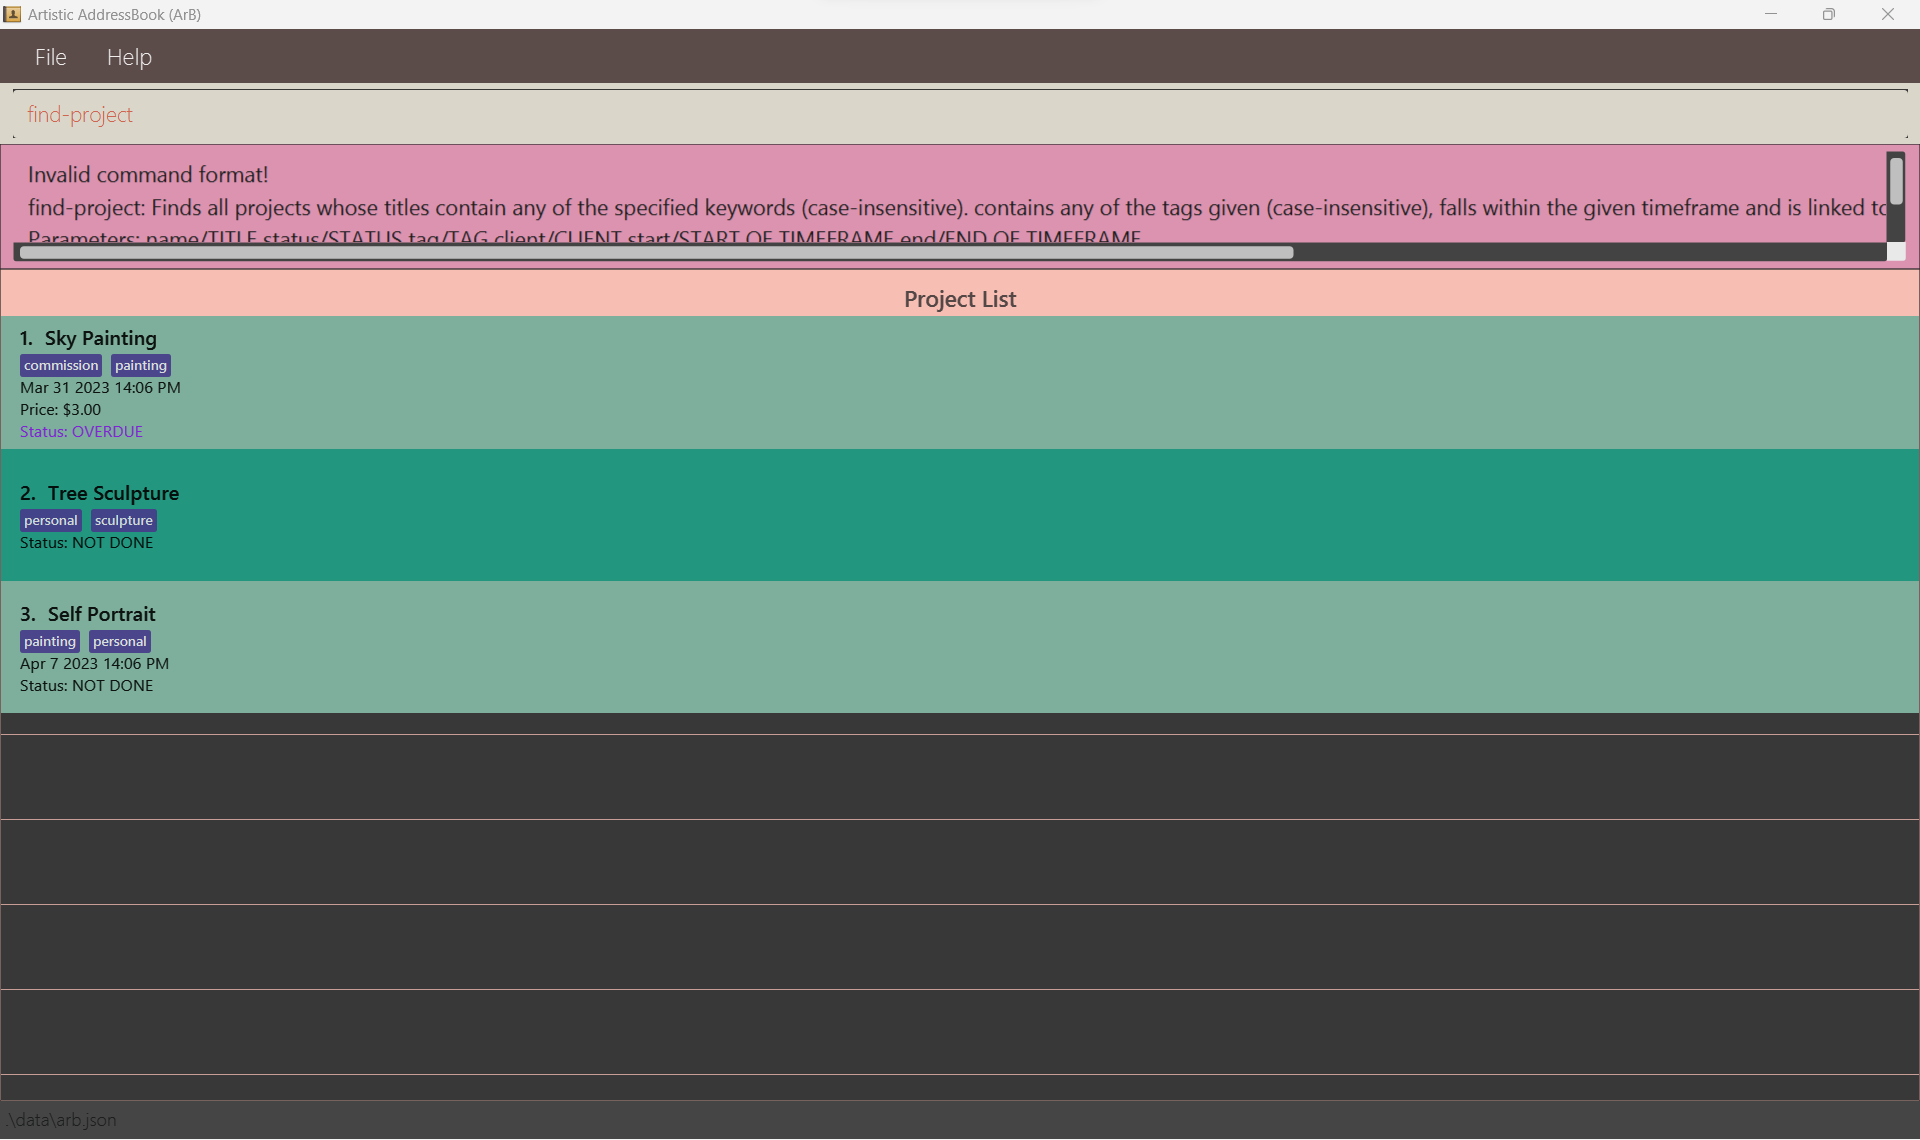 Artistic AddressBook (ArB)
File Help
find-project
Invalid command format!
find-project: Finds all projects whose titles contain any of the specified keywords (case-insensitive). contains any of the tags given (case-insensitive), falls within the given timeframe and is linked to
Parameters: name/TITLE status/STATUS tag/TAG client/CLIENT start/START OF TIMEFRAME end/END OF TIMEFRAME
Project List
1. Sky Painting
commission painting
Mar 31 2023 14:06 PM
Price: $3.00
Status: OVERDUE
2. Tree Sculpture
personal sculpture
Status: NOT DONE
3. Self Portrait
painting personal
Apr 7 2023 14:06 PM
Status: NOT DONE
.\data\arb.json